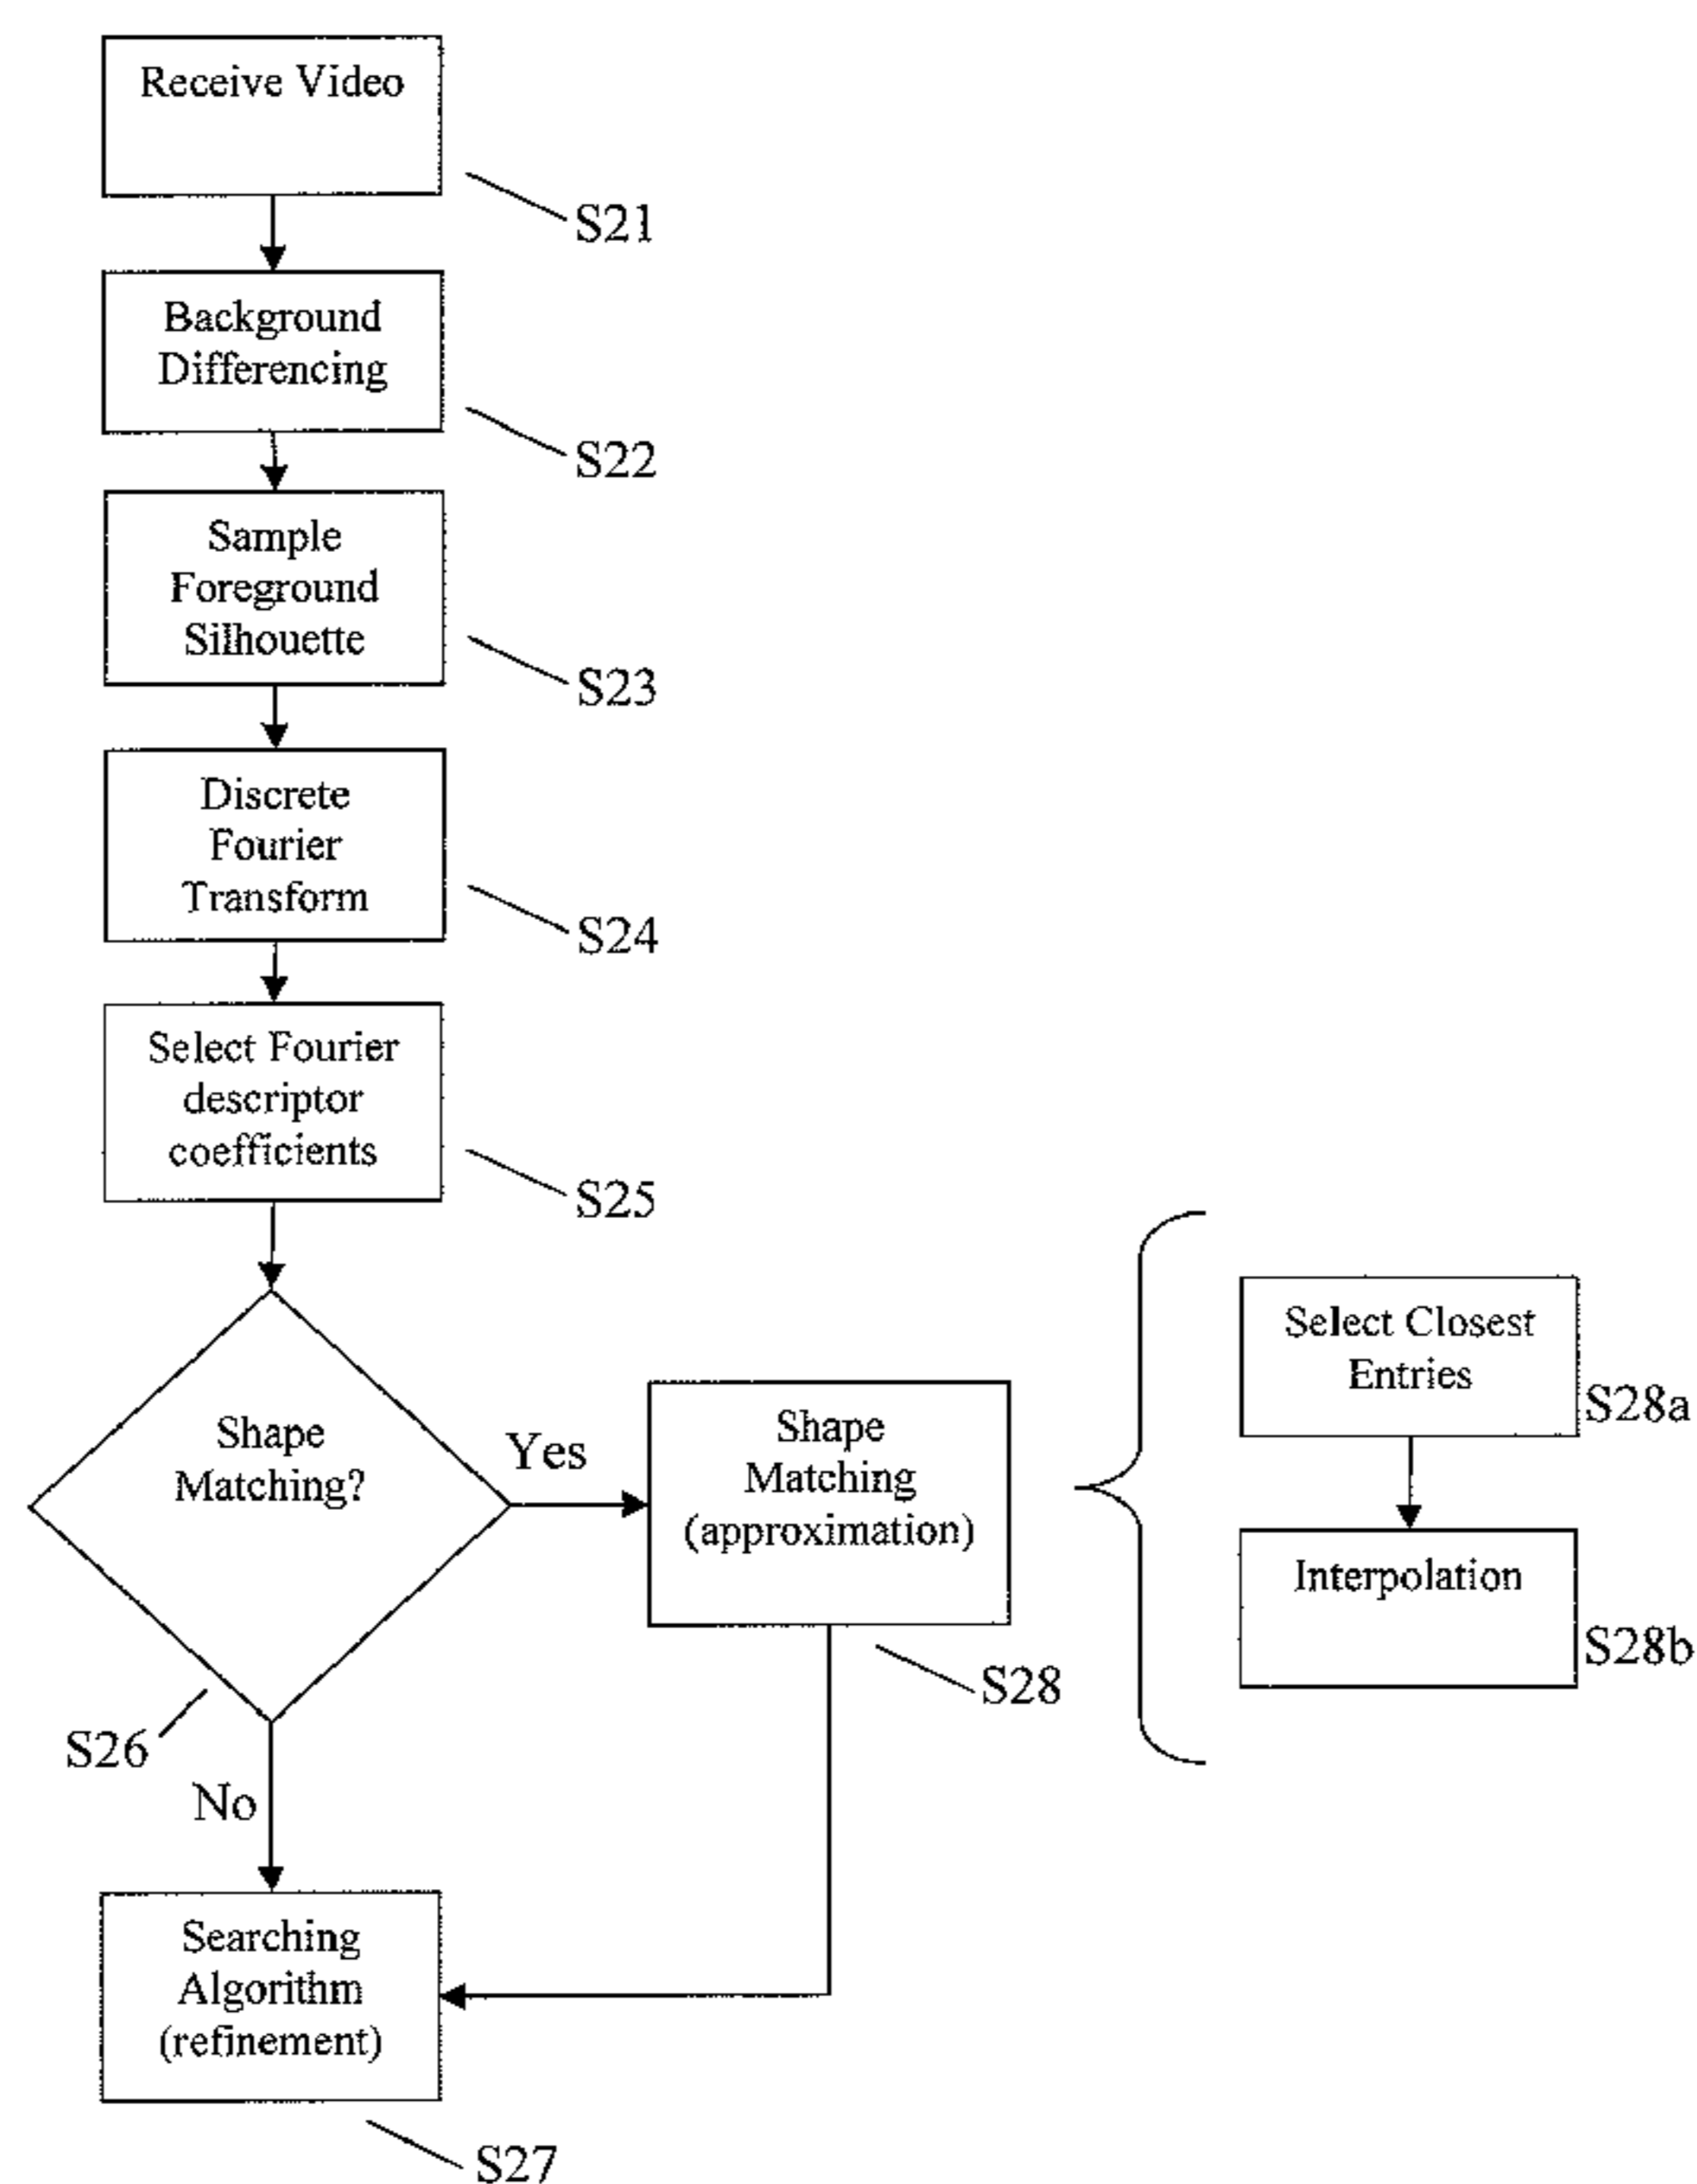 Receive Video
S21
Background
Differencing
S22
Sample
Foreground
Silhouette
S23
Discrete
Fourier
Transform
S24
Select Fourier
descriptor
coefficients
S25
Shape
Matching?
S26
Yes
No
Shape
Matching
(approximation)
S28
Select Closest
Entries
S28a
Interpolation
S28b
Searching
Algorithm
(refinement)
S27